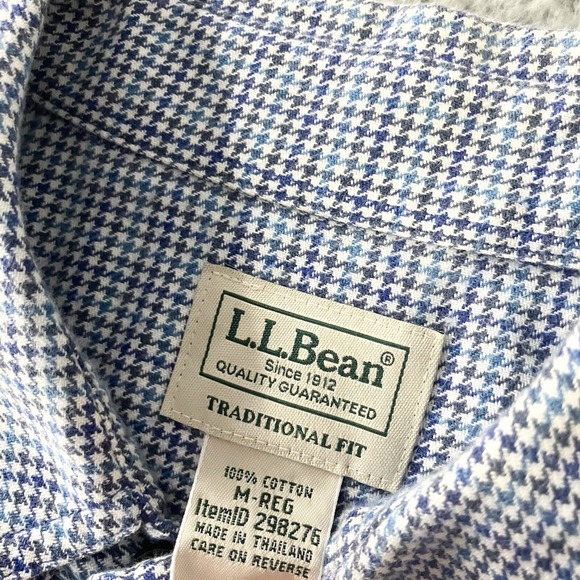 L.L.Bean®
Since 1912
QUALITY GUARANTEED
TRADITIONAL FIT
100% COTTON
M-REG
ItemID 298276
MADE IN THAILAND
CARE ON REVERSE